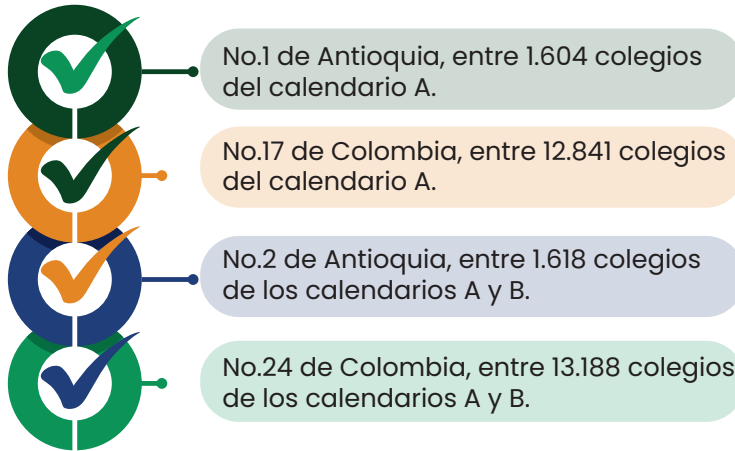 No.1 de Antioquia, entre 1.604 colegios
del calendario A.
No.17 de Colombia, entre 12.841 colegios
del calendario A.
No.2 de Antioquia, entre 1.618 colegios
de los calendarios A y B.
No.24 de Colombia, entre 13.188 colegios
de los calendarios A y B.